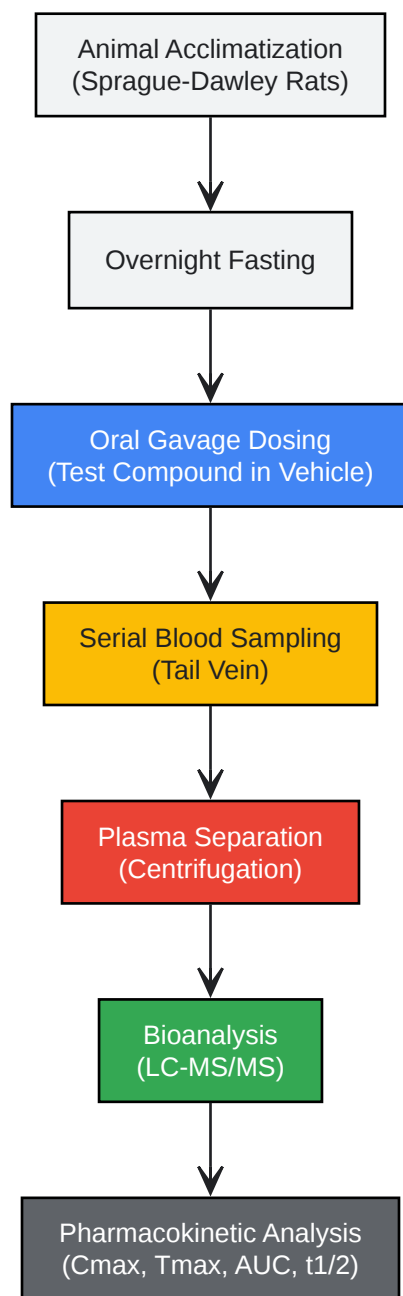 Animal Acclimatization
(Sprague-Dawley Rats)
Overnight Fasting
Oral Gavage Dosing
(Test Compound in Vehicle)
Serial Blood Sampling
(Tail Vein)
Plasma Separation
(Centrifugation)
Bioanalysis
(LC-MS/MS)
Pharmacokinetic Analysis
(Cmax, Tmax, AUC, t1/2)